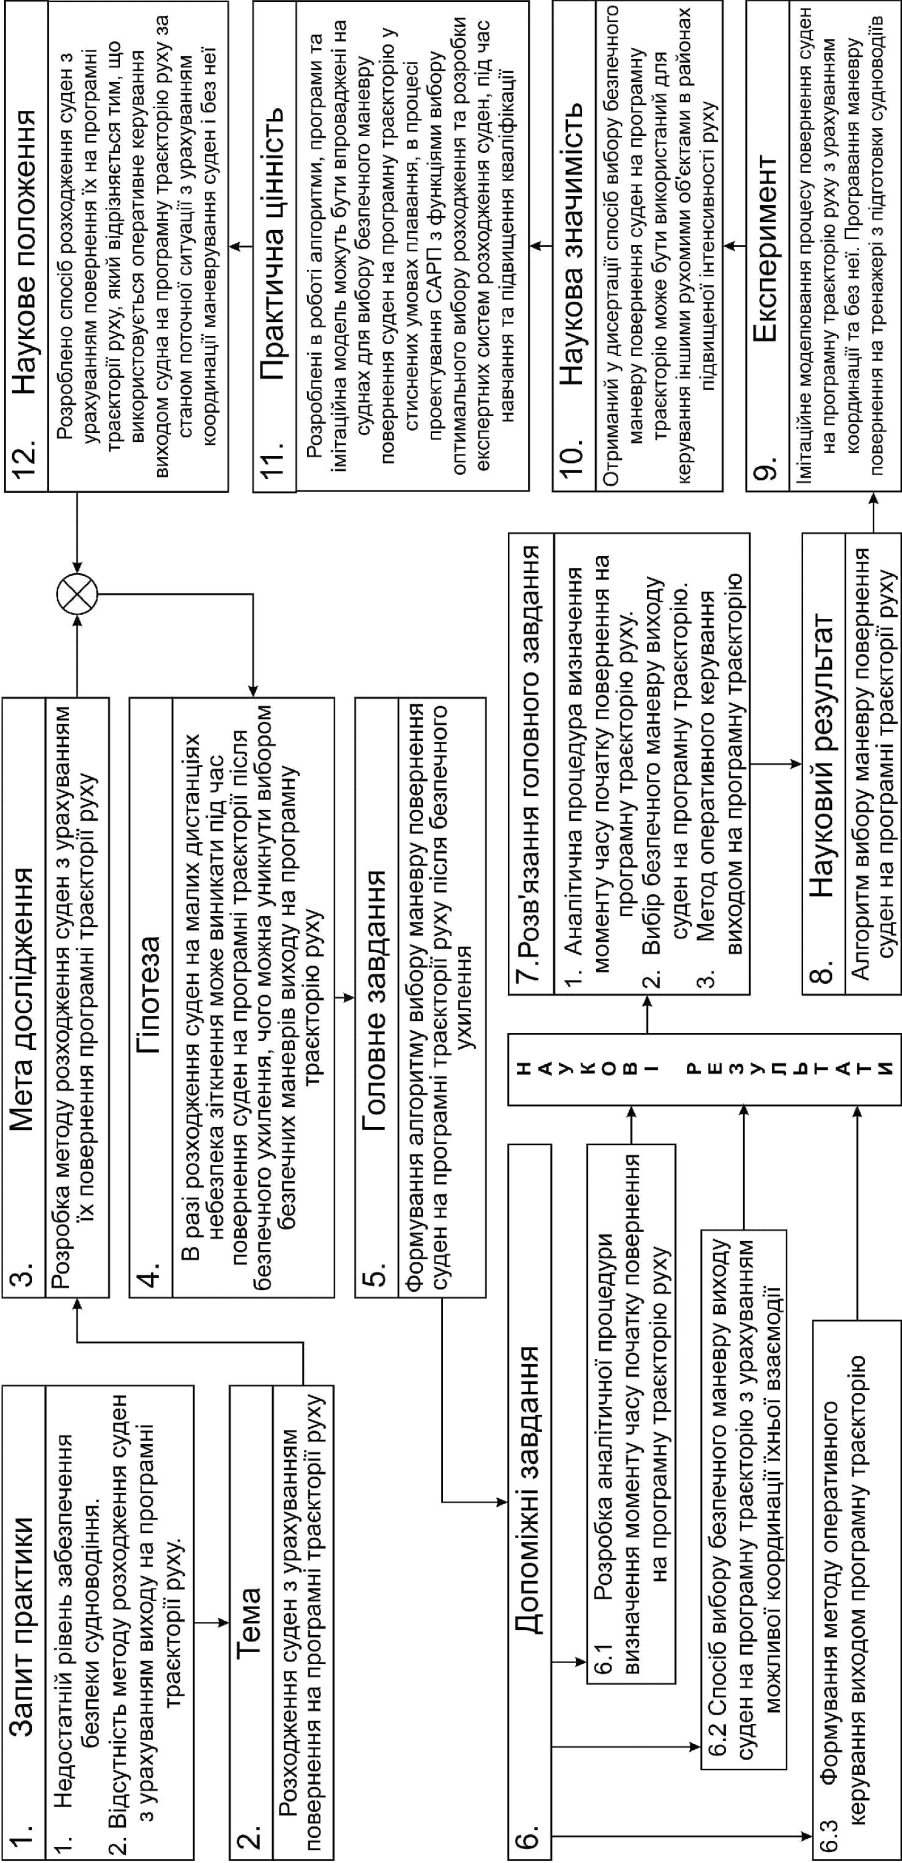 1. Запит практики
1. Недостатній рівень забезпечення
безпеки судноводіння.
2. Відсутність методу розходження суден
з урахуванням виходу на програмні
траєкторії руху.
2. Тема
Розходження суден з урахуванням
повернення на програмні траєкторії руху
3. Мета дослідження
Розробка методу розходження суден з урахуванням
їх повернення програмні траєкторії руху
4. Гіпотеза
В разі розходження суден на малих дистанціях
небезпека зіткнення може виникати під час
повернення суден на програмні траєкторії після
безпечного ухилення, чого можна уникнути вибором
безпечних маневрів виходу на програмну
траєкторію руху
5. Головне завдання
Формування алгоритму вибору маневру повернення
суден на програмні траєкторії руху після безпечного
ухилення
6. Допоміжні завдання
6.1 Розробка аналітичної процедури
визначення моменту часу початку повернення
на програмну траєкторію руху
6.2 Спосіб вибору безпечного маневру виходу
суден на програмну траєкторію з урахуванням
можливої координації їхньої взаємодії
6.3 Формування методу оперативного
керування виходом програмну траєкторію
НАУКОВІ РЕЗУЛЬТАТИ
7.Розв'язання головного завдання
1. Аналітична процедура визначення
моменту часу початку повернення на
програмну траєкторію руху.
2. Вибір безпечного маневру виходу
суден на програмну траєкторію.
3. Метод оперативного керування
виходом на програмну траєкторію
8. Науковий результат
Алгоритм вибору маневру повернення
суден на програмні траєкторії руху
9. Експеримент
Імітаційне моделювання процесу повернення суден
на програмну траєкторію руху з урахуванням
координації та без неї. Програвання маневру
повернення на тренажері з підготовки судноводіїв
10. Наукова значимість
Отриманий у дисертації спосіб вибору безпечного
маневру повернення суден на програмну
траєкторію може бути використаний для
керування іншими рухомими об'єктами в районах
підвищеної інтенсивності руху
11. Практична цінність
Розроблені в роботі алгоритми, програми та
імітаційна модель можуть бути впроваджені на
суднах для вибору безпечного маневру
повернення суден на програмну траєкторію у
стиснених умовах плавання, в процесі
проектування САРП з функціями вибору
оптимального вибору розходження та розробки
експертних систем розходження суден, під час
навчання та підвищення кваліфікації
12. Наукове положення
Розроблено спосіб розходження суден з
урахуванням повернення їх на програмні
траєкторії руху, який відрізняється тим, що
використовується оперативне керування
виходом судна на програмну траєкторію руху за
станом поточної ситуації з урахуванням
координації маневрування суден і без неї